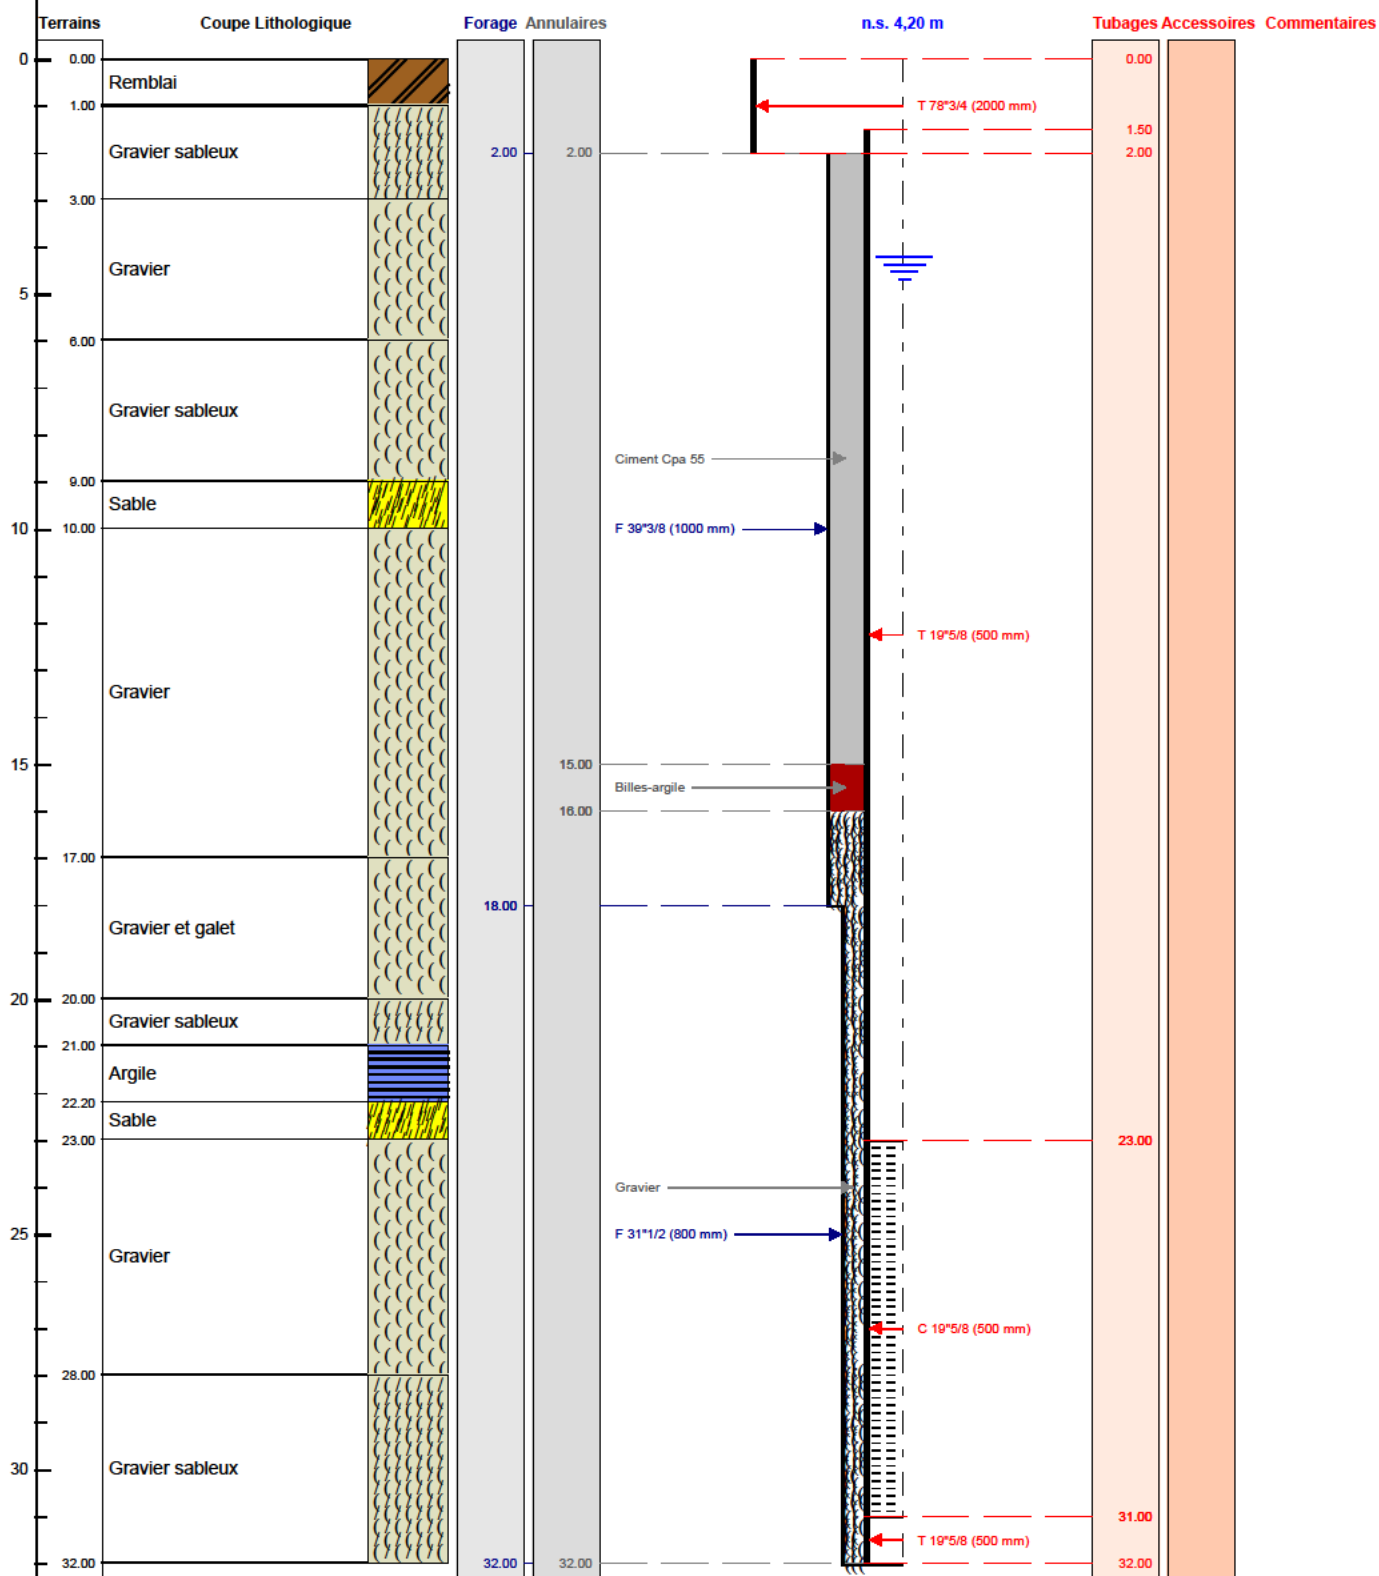 Terrains Coupe Lithologique Forage Annulaires n.s. 4,20 m Tubages Accessoires Commentaires
0 0.00 0.00
Remblai
1.00 T 78"3/4 (2000 mm)
1.50
Gravier sableux 2.00 2.00 2.00
3.00
Gravier
5
6.00
Gravier sableux
Ciment Cpa 55
9.00
Sable
10 10.00 F 39"3/8 (1000 mm)
T 19"5/8 (500 mm)
Gravier
15 15.00
Billes-argile
16.00
17.00
18.00
Gravier et galet
20 20.00
Gravier sableux
21.00
Argile
22.20
Sable
23.00 23.00
Gravier
25 F 31"1/2 (800 mm)
Gravier
C 19"5/8 (500 mm)
28.00
Gravier sableux
30
31.00
T 19"5/8 (500 mm)
32.00 32.00 32.00 32.00